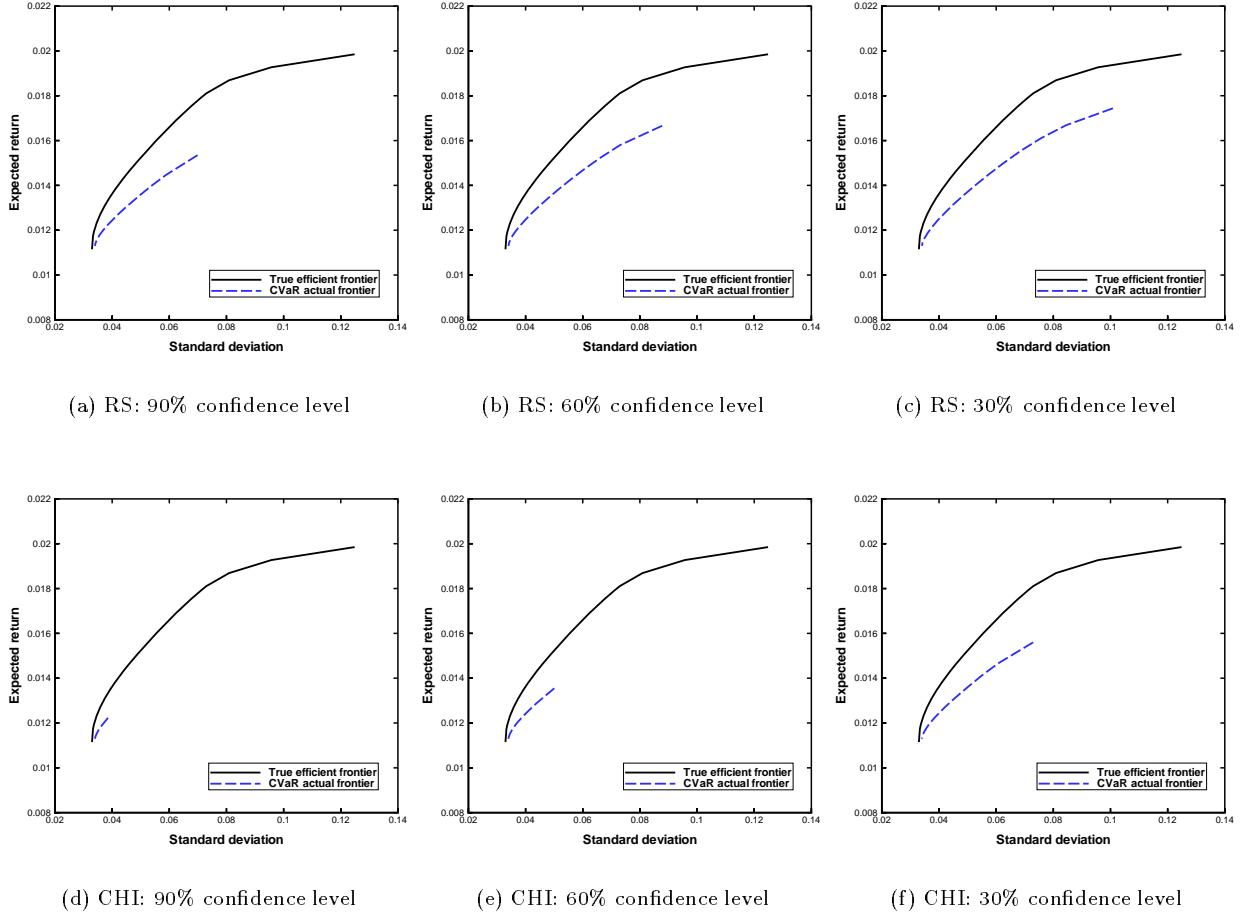 0.022
0.02
0.018
0.016
0.014
0.012
0.01
0.008
Expected return
0.02 0.04 0.06 0.08 0.1 0.12 0.14
Standard deviation
True efficient frontier
CVaR actual frontier
(a) RS: 90% confidence level
0.022
0.02
0.018
0.016
0.014
0.012
0.01
0.008
Expected return
0.02 0.04 0.06 0.08 0.1 0.12 0.14
Standard deviation
True efficient frontier
CVaR actual frontier
(b) RS: 60% confidence level
0.022
0.02
0.018
0.016
0.014
0.012
0.01
0.008
Expected return
0.02 0.04 0.06 0.08 0.1 0.12 0.14
Standard deviation
True efficient frontier
CVaR actual frontier
(c) RS: 30% confidence level
0.022
0.02
0.018
0.016
0.014
0.012
0.01
0.008
Expected return
0.02 0.04 0.06 0.08 0.1 0.12 0.14
Standard deviation
True efficient frontier
CVaR actual frontier
(d) CHI: 90% confidence level
0.022
0.02
0.018
0.016
0.014
0.012
0.01
0.008
Expected return
0.02 0.04 0.06 0.08 0.1 0.12 0.14
Standard deviation
True efficient frontier
CVaR actual frontier
(e) CHI: 60% confidence level
0.022
0.02
0.018
0.016
0.014
0.012
0.01
0.008
Expected return
0.02 0.04 0.06 0.08 0.1 0.12 0.14
Standard deviation
True efficient frontier
CVaR actual frontier
(f) CHI: 30% confidence level